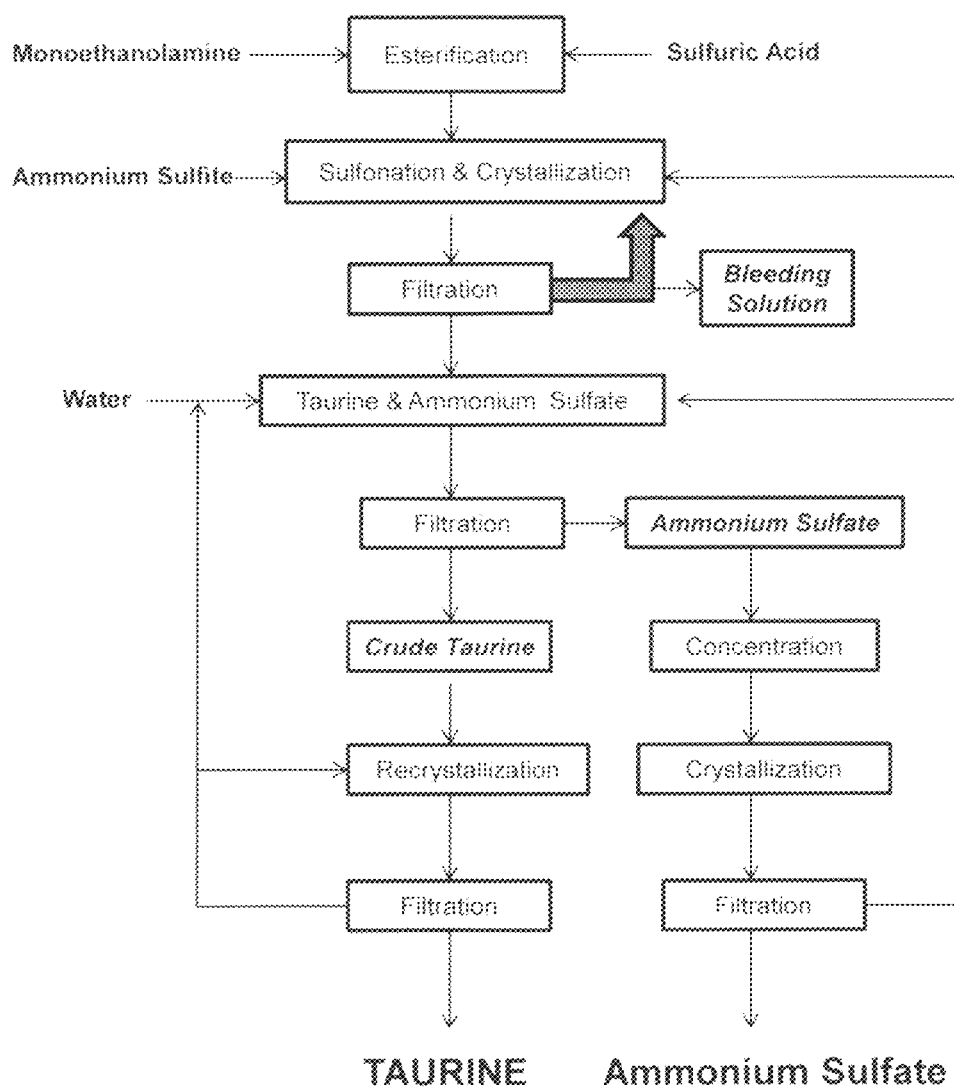 Monoethanolamine
Esterification
Sulfuric Acid
Ammonium Sulfite
Sulfonation & Crystallization
Filtration
Bleeding
Solution
Water
Taurine & Ammonium Sulfate
Filtration
Ammonium Sulfate
Crude Taurine
Concentration
Recrystallization
Crystallization
Filtration
Filtration
TAURINE
Ammonium Sulfate